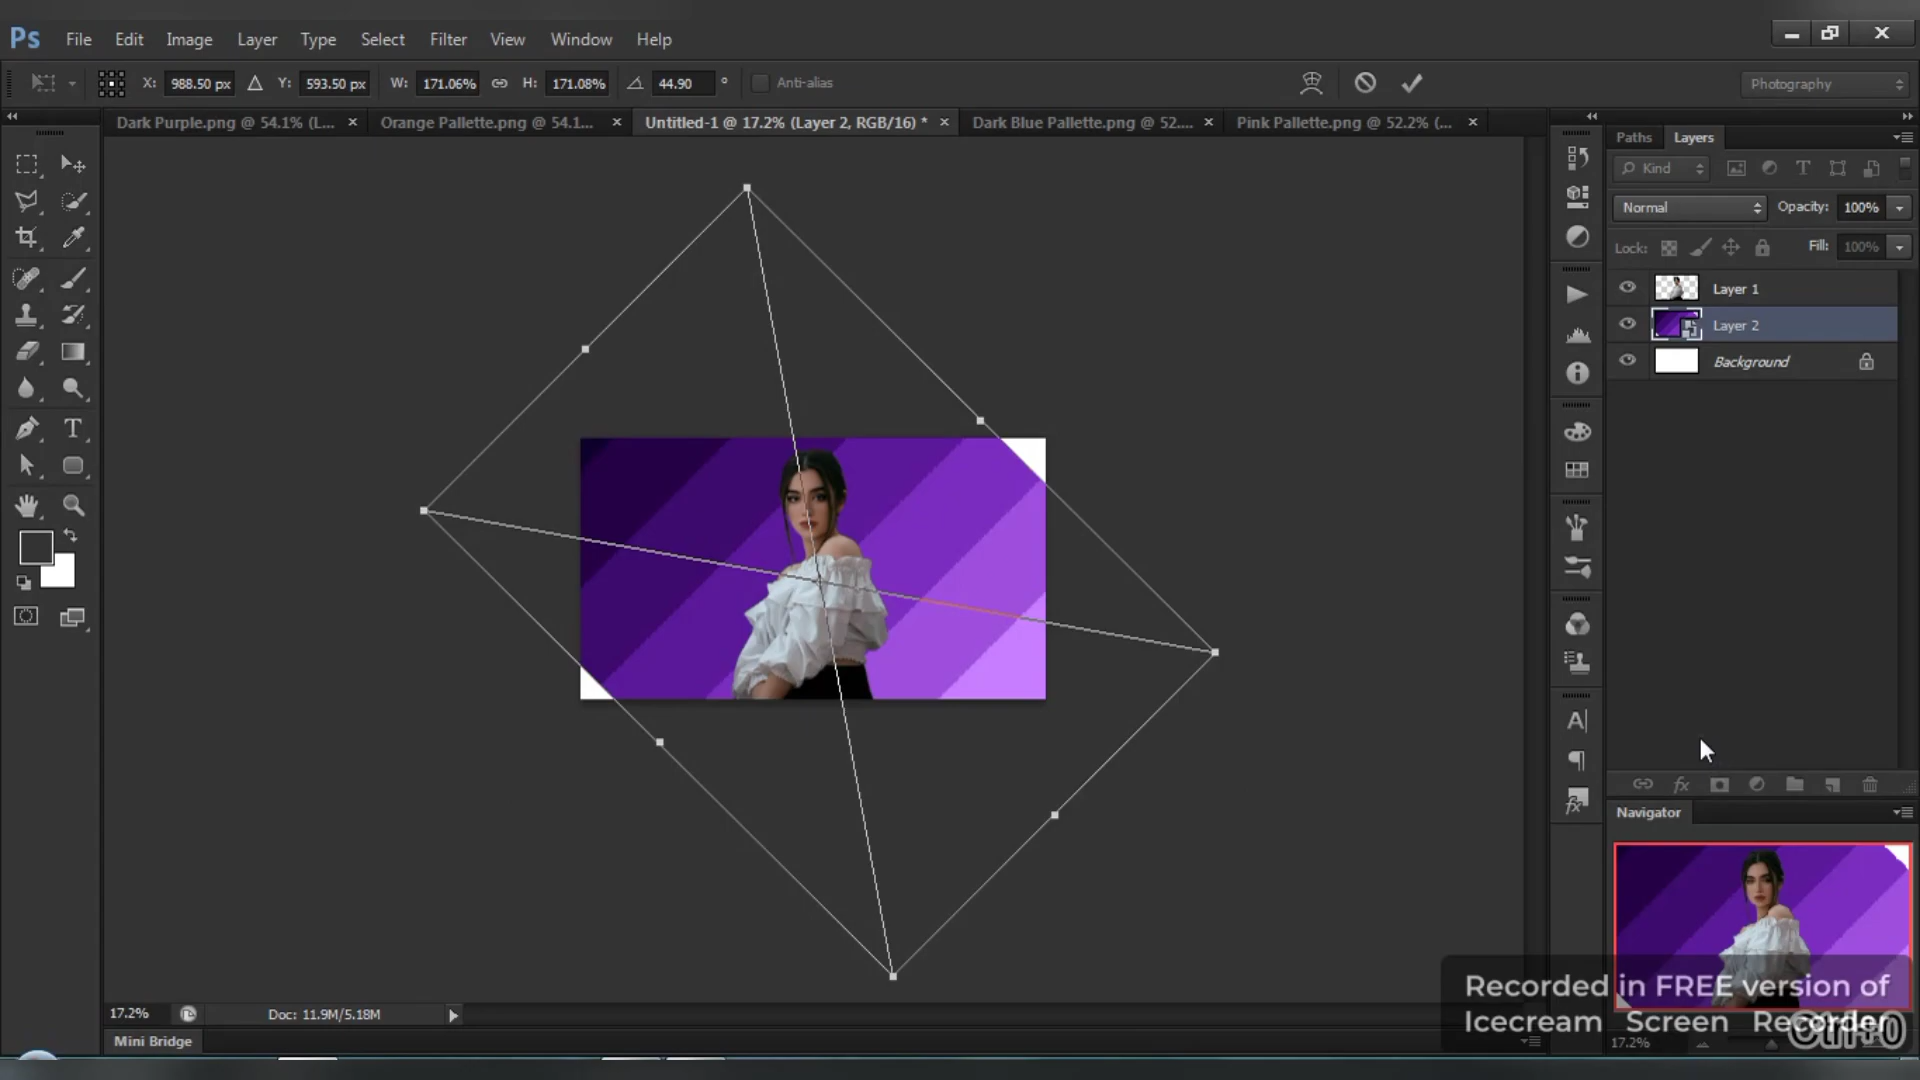 Ps File Edit Image Layer Type Select Filter View Window Help
X: 988.50 px Y: 593.50 px W: 171.06% H: 171.08% 44.90 ° Anti-alias Photography
Dark Purple.png @ 54.1% (L... × Orange Pallette.png @ 54.1... × Untitled-1 @ 17.2% (Layer 2, RGB/16) * × Dark Blue Pallette.png @ 52.... × Pink Pallette.png @ 52.2% (... ×
Paths Layers
Kind
Normal Opacity: 100%
Lock: Fill: 100%
Layer 1
Layer 2
Background
Navigator
Recorded in FREE version of
Icecream Screen Recorder
Ctrl+0
17.2%
17.2% Doc: 11.9M/5.18M
Mini Bridge